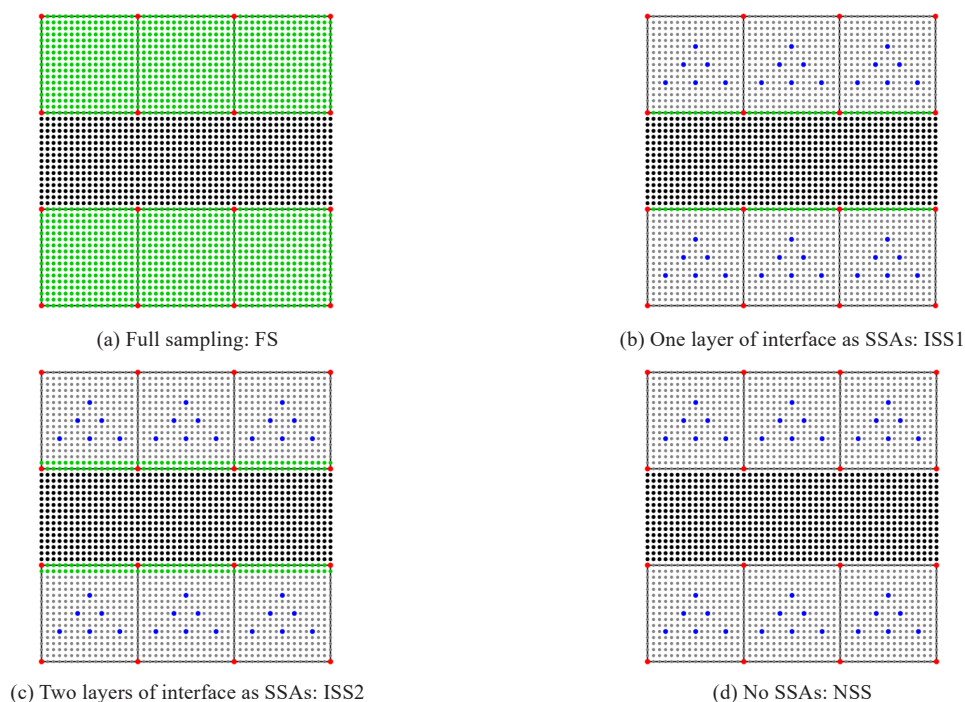 (a) Full sampling: FS
(b) One layer of interface as SSAs: ISS1
(c) Two layers of interface as SSAs: ISS2
(d) No SSAs: NSS